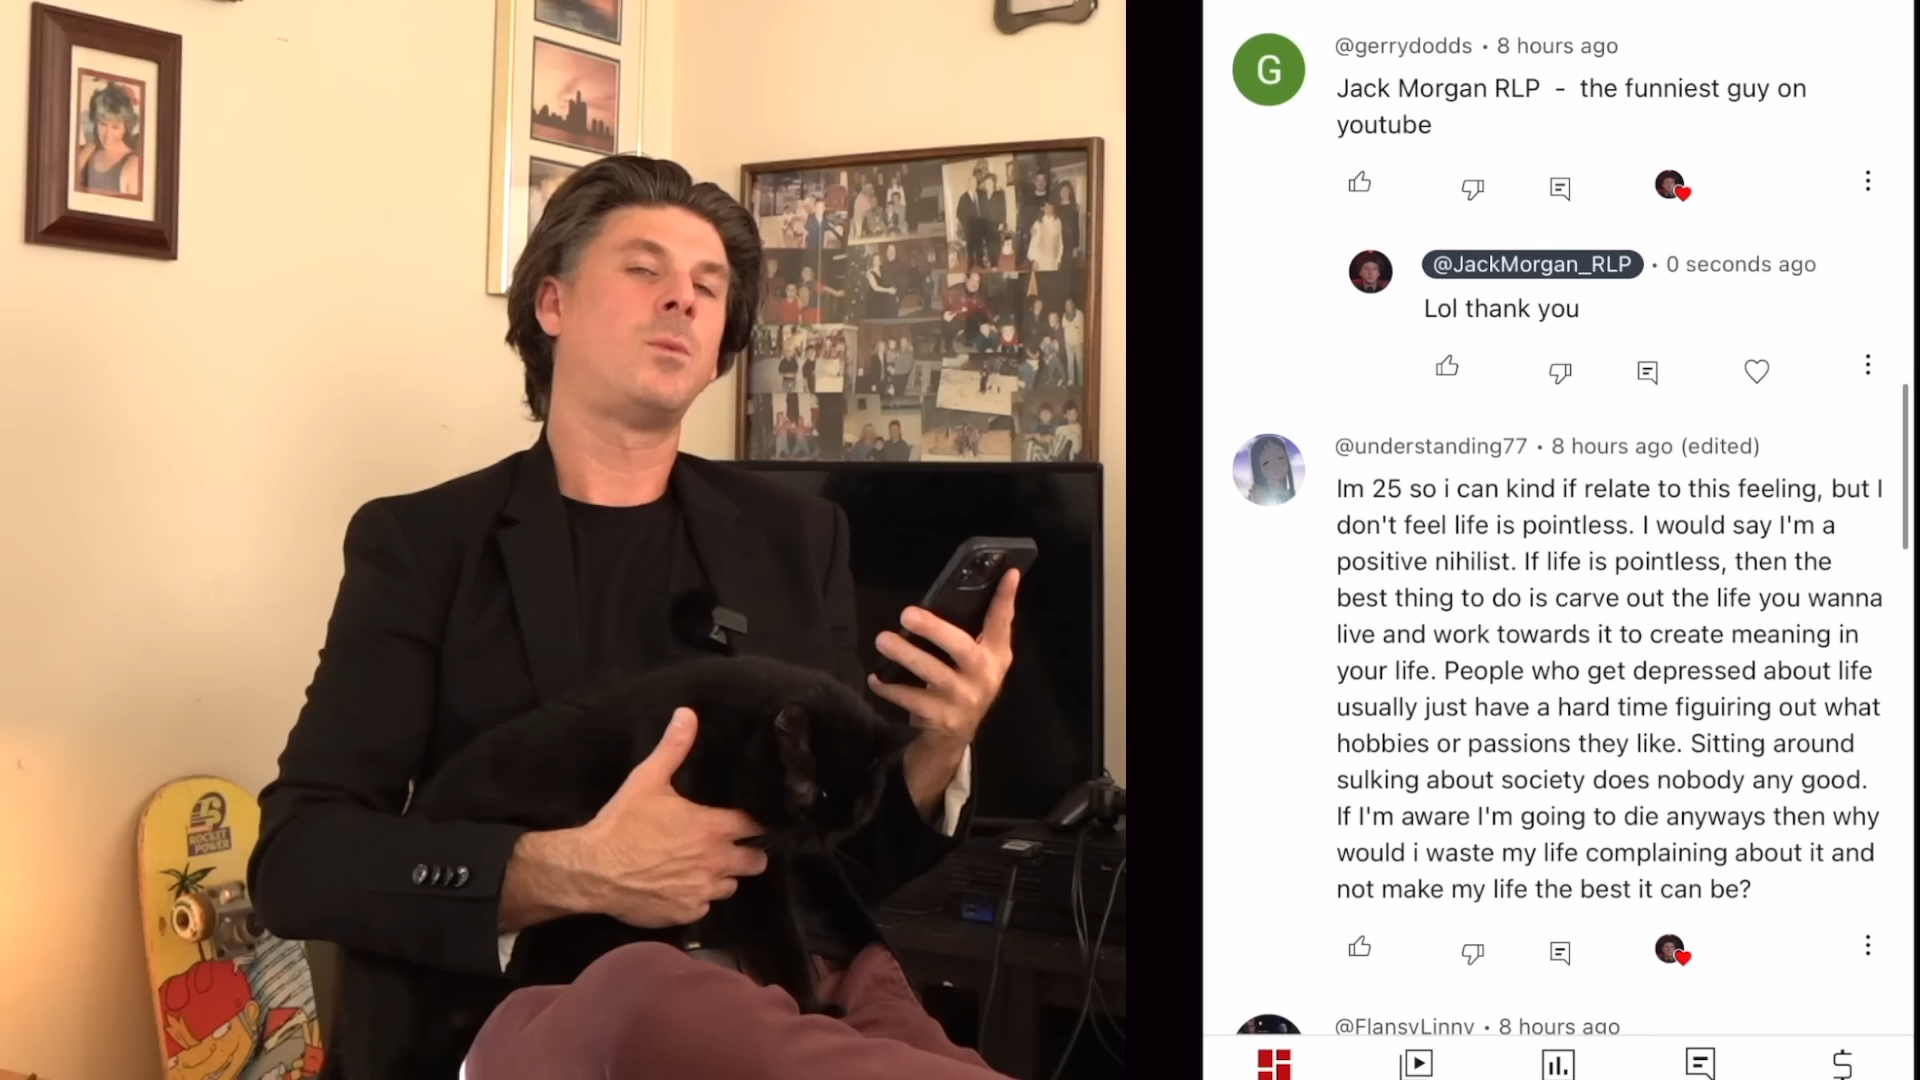 @gerrydodds • 8 hours ago
Jack Morgan RLP - the funniest guy on
youtube
@JackMorgan_RLP • 0 seconds ago
Lol thank you
@understanding77 • 8 hours ago (edited)
Im 25 so i can kind if relate to this feeling, but I
don't feel life is pointless. I would say I'm a
positive nihilist. If life is pointless, then the
best thing to do is carve out the life you wanna
live and work towards it to create meaning in
your life. People who get depressed about life
usually just have a hard time figuiring out what
hobbies or passions they like. Sitting around
sulking about society does nobody any good.
If I'm aware I'm going to die anyways then why
would i waste my life complaining about it and
not make my life the best it can be?
@FlansyLinny • 8 hours ago
G
ROCKET
POWER